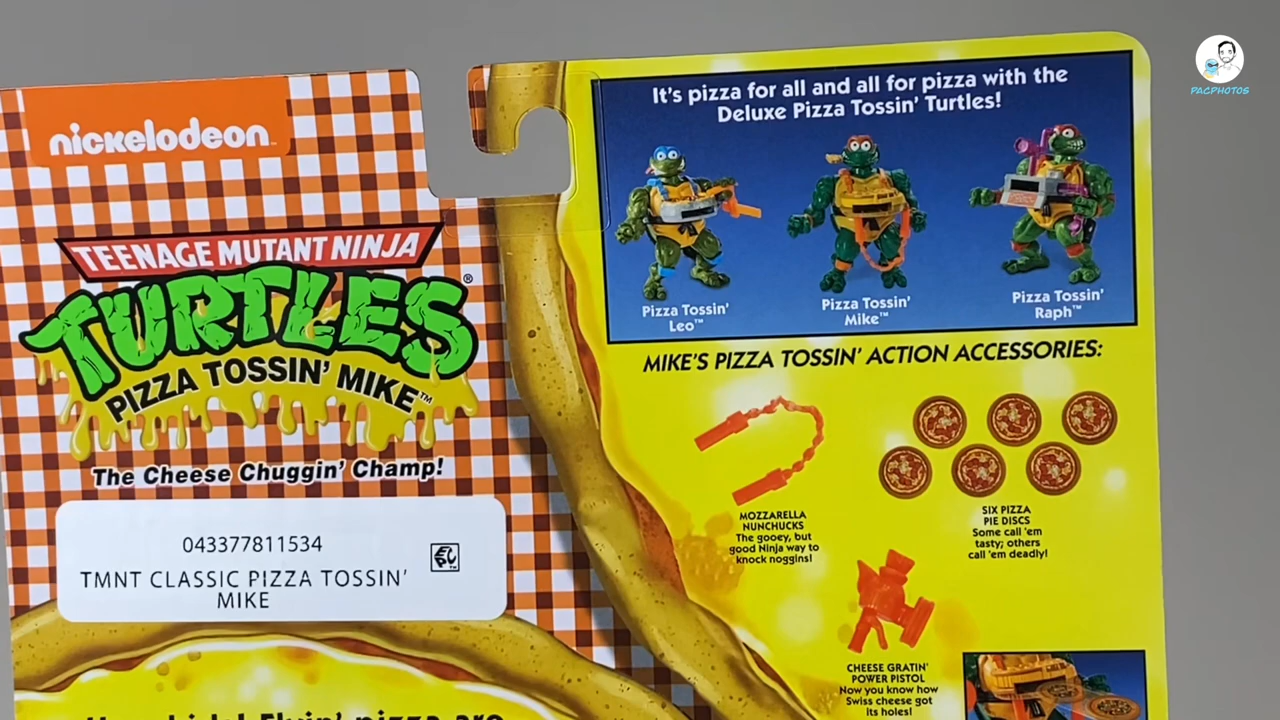 PACPHOTOS
nickelodeon
TEENAGE MUTANT NINJA
TURTLES®
PIZZA TOSSIN' MIKE™
The Cheese Chuggin' Champ!
043377811534
TMNT CLASSIC PIZZA TOSSIN'
MIKE
It's pizza for all and all for pizza with the
Deluxe Pizza Tossin' Turtles!
Pizza Tossin'
Leo™
Pizza Tossin'
Mike™
Pizza Tossin'
Raph™
MIKE'S PIZZA TOSSIN' ACTION ACCESSORIES:
MOZZARELLA
NUNCHUCKS
The gooey, but
good Ninja way to
knock noggins!
SIX PIZZA
PIE DISCS
Some call 'em
tasty; others
call 'em deadly!
CHEESE GRATIN'
POWER PISTOL
Now you know how
Swiss cheese got
its holes!